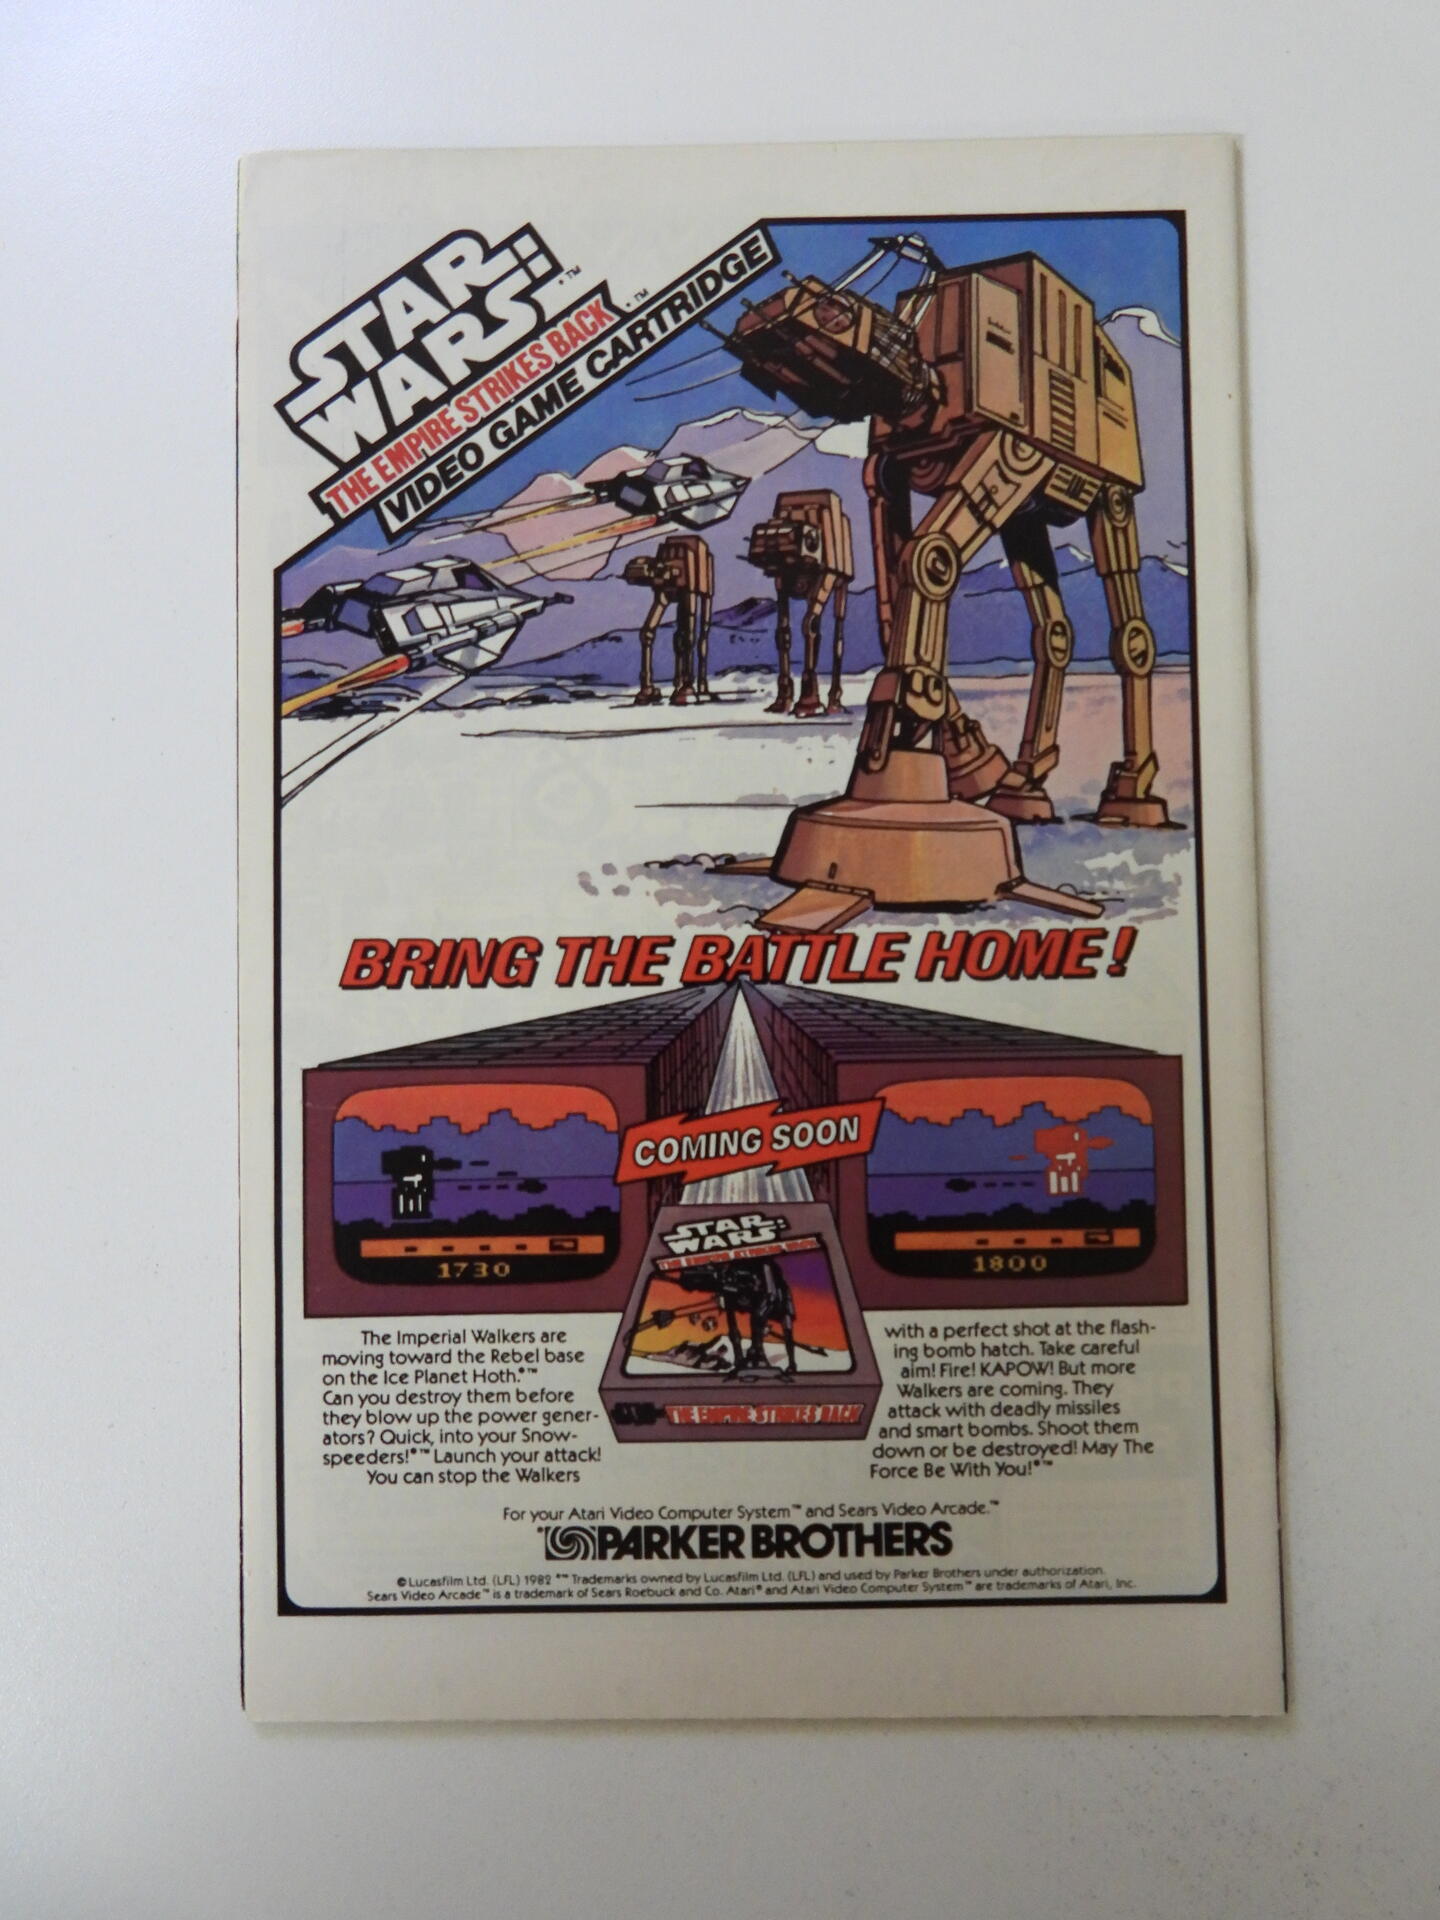 STAR
WARS:™
THE EMPIRE STRIKES BACK•™
VIDEO GAME CARTRIDGE
BRING THE BATTLE HOME!
COMING SOON
1730
1800
STAR
WARS:
THE EMPIRE STRIKES BACK
THE EMPIRE STRIKES BACK
The Imperial Walkers are
moving toward the Rebel base
on the Ice Planet Hoth.•™
Can you destroy them before
they blow up the power gener-
ators? Quick, into your Snow-
speeders!•™ Launch your attack!
You can stop the Walkers
with a perfect shot at the flash-
ing bomb hatch. Take careful
aim! Fire! KAPOW! But more
Walkers are coming. They
attack with deadly missiles
and smart bombs. Shoot them
down or be destroyed! May The
Force Be With You!•™
For your Atari Video Computer System™ and Sears Video Arcade.™
PARKER BROTHERS
© Lucasfilm Ltd. (LFL) 1982 •™ Trademarks owned by Lucasfilm Ltd. (LFL) and used by Parker Brothers under authorization.
Sears Video Arcade™ is a trademark of Sears Roebuck and Co. Atari® and Atari Video Computer System™ are trademarks of Atari, Inc.